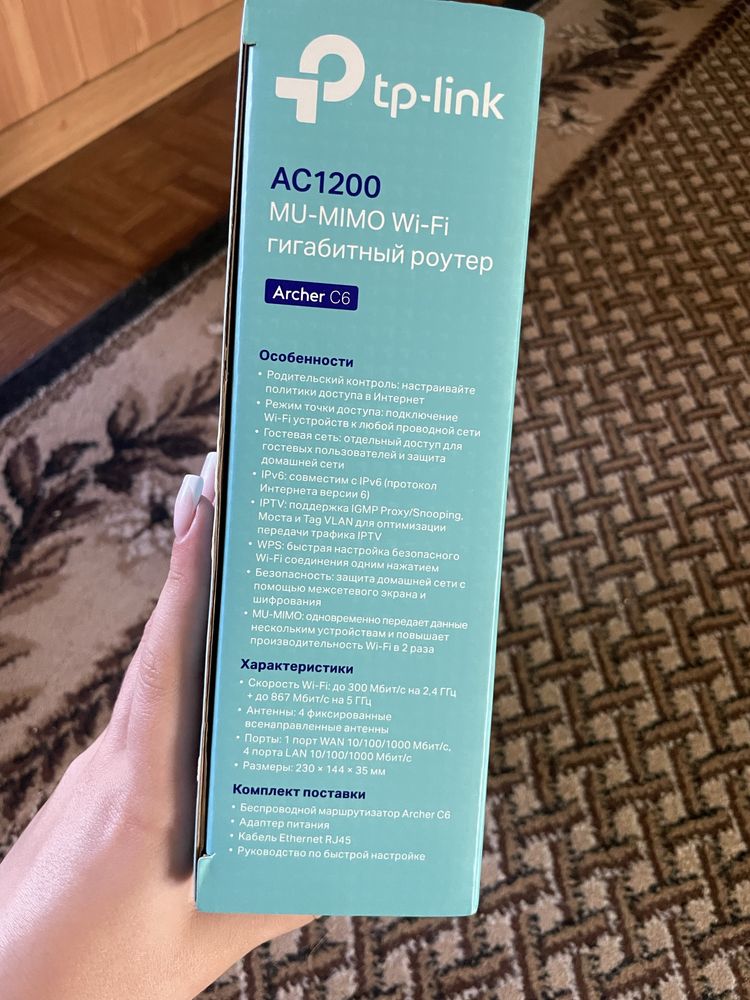 tp-link
AC1200
MU-MIMO Wi-Fi
гигабитный роутер
Archer C6
Особенности
• Родительский контроль: настраивайте
политики доступа в Интернет
• Режим точки доступа: подключение
Wi-Fi устройств к любой проводной сети
• Гостевая сеть: отдельный доступ для
гостевых пользователей и защита
домашней сети
• IPv6: совместим с IPv6 (протокол
Интернета версии 6)
• IPTV: поддержка IGMP Proxy/Snooping,
Моста и Tag VLAN для оптимизации
передачи трафика IPTV
• WPS: быстрая настройка безопасного
Wi-Fi соединения одним нажатием
• Безопасность: защита домашней сети с
помощью межсетевого экрана и
шифрования
• MU-MIMO: одновременно передает данные
нескольким устройствам и повышает
производительность Wi-Fi в 2 раза
Характеристики
• Скорость Wi-Fi: до 300 Мбит/с на 2,4 ГГц
+ до 867 Мбит/с на 5 ГГц
• Антенны: 4 фиксированные
всенаправленные антенны
• Порты: 1 порт WAN 10/100/1000 Мбит/с,
4 порта LAN 10/100/1000 Мбит/с
• Размеры: 230 × 144 × 35 мм
Комплект поставки
• Беспроводной маршрутизатор Archer C6
• Адаптер питания
• Кабель Ethernet RJ45
• Руководство по быстрой настройке